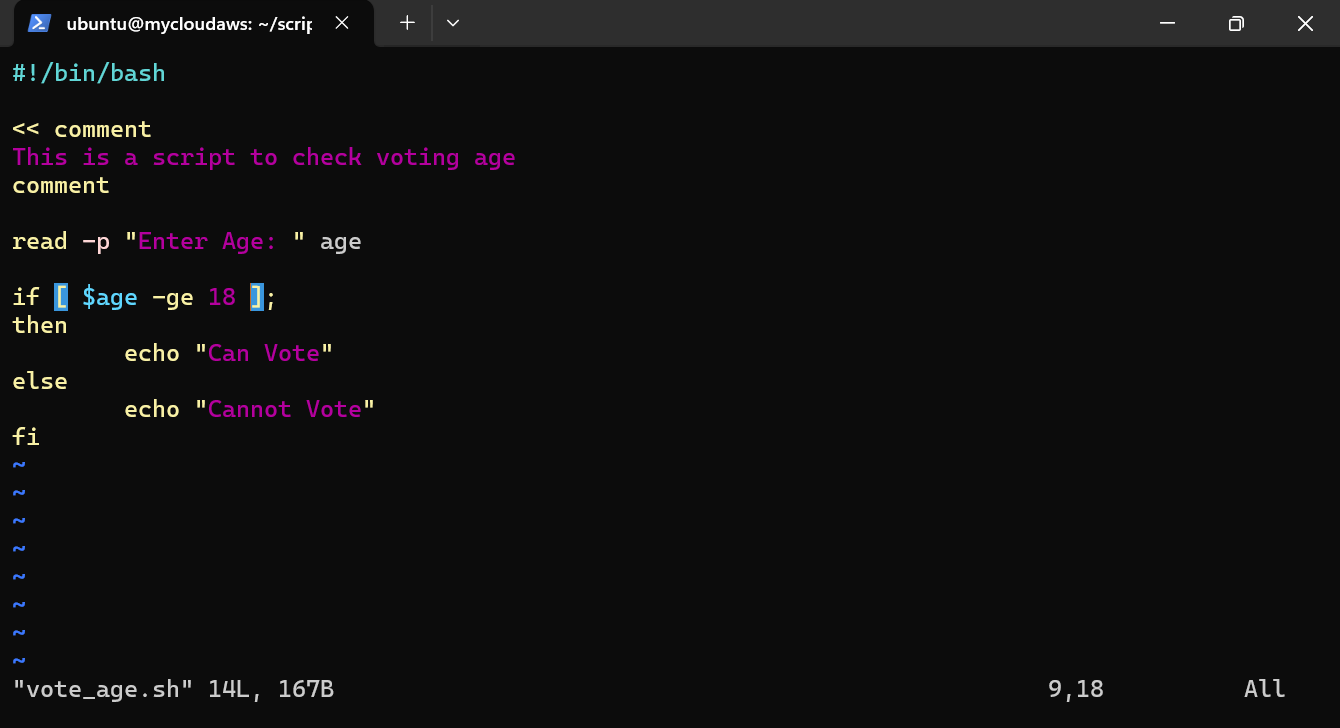 ubuntu@mycloudaws: ~/scrip
#!/bin/bash
<< comment
This is a script to check voting age
comment
read -p "Enter Age: " age
if [ $age -ge 18 ];
then
echo "Can Vote"
else
echo "Cannot Vote"
fi
~
~
~
~
~
~
~
~
"vote_age.sh" 14L, 167B 9,18 All